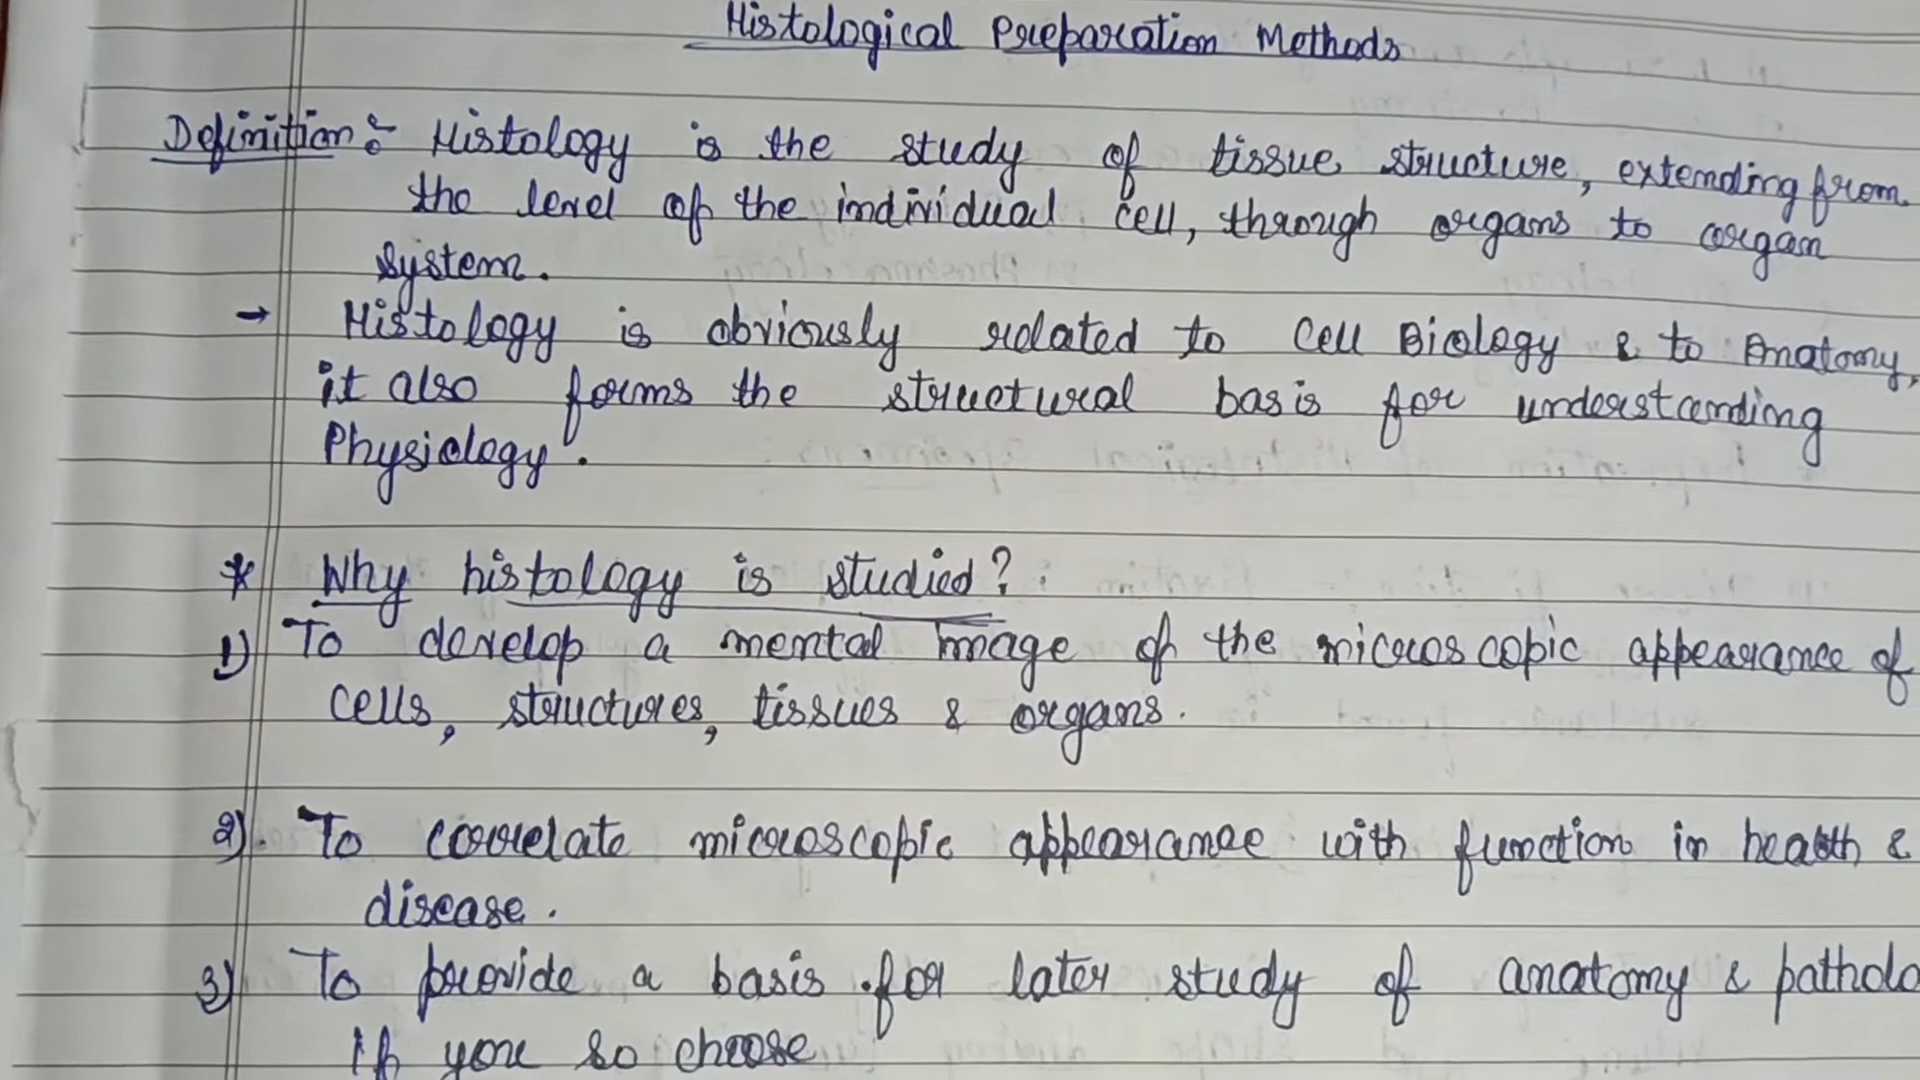 Histological Preparation Methods
Definition :- Histology is the study of tissue structure, extending from
the level of the individual cell, through organs to organ
system.
→ Histology is obviously related to Cell Biology & to Anatomy,
it also forms the structural basis for understanding
Physiology.
* Why histology is studied?
1) To develop a mental image of the microscopic appearance of
cells, structures, tissues & organs.
2) To correlate microscopic appearance with function in health &
disease.
3) To provide a basis for later study of anatomy & patholo
If you so choose